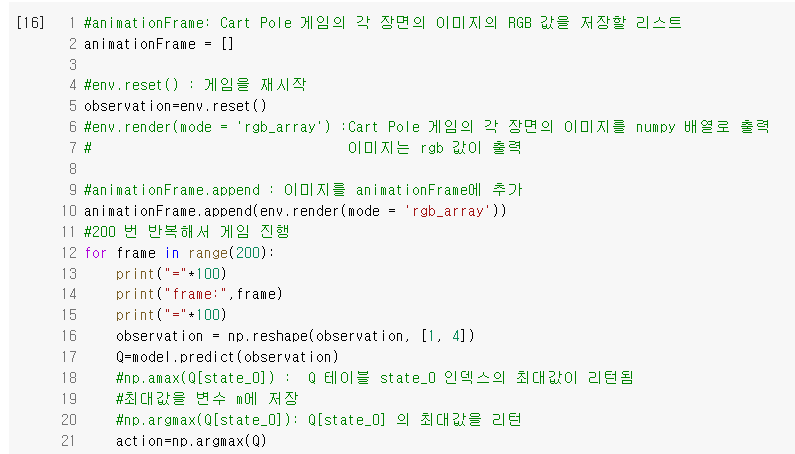 [16] 1 #animationFrame: Cart Pole 게임의 각 장면의 이미지의 RGB 값을 저장할 리스트
2 animationFrame = []
3
4 #env.reset() : 게임을 재시작
5 observation=env.reset()
6 #env.render(mode = 'rgb_array') :Cart Pole 게임의 각 장면의 이미지를 numpy 배열로 출력
7 # 이미지는 rgb 값이 출력
8
9 #animationFrame.append : 이미지를 animationFrame에 추가
10 animationFrame.append(env.render(mode = 'rgb_array'))
11 #200 번 반복해서 게임 진행
12 for frame in range(200):
13 print("="*100)
14 print("frame:",frame)
15 print("="*100)
16 observation = np.reshape(observation, [1, 4])
17 Q=model.predict(observation)
18 #np.amax(Q[state_0]) : Q 테이블 state_0 인덱스의 최대값이 리턴됨
19 #최대값을 변수 m에 저장
20 #np.argmax(Q[state_0]): Q[state_0] 의 최대값을 리턴
21 action=np.argmax(Q)